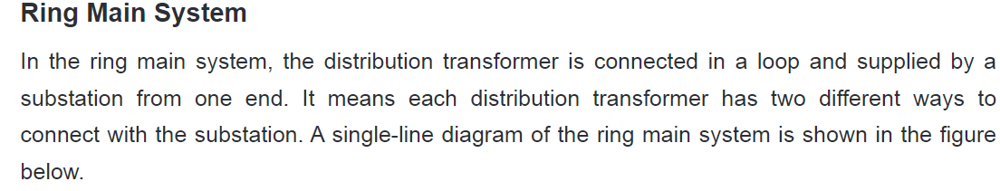 Ring Main System
In the ring main system, the distribution transformer is connected in a loop and supplied by a
substation from one end. It means each distribution transformer has two different ways to
connect with the substation. A single-line diagram of the ring main system is shown in the figure
below.